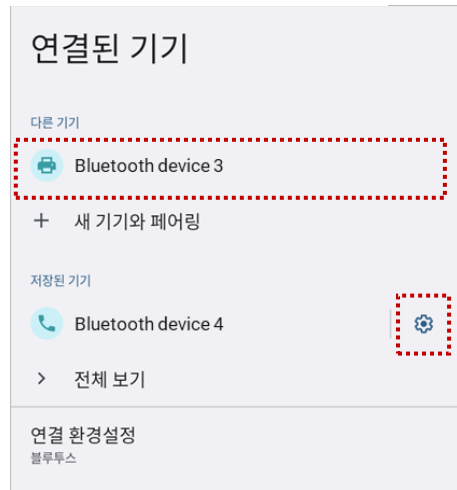 연결된 기기
다른 기기
Bluetooth device 3
새 기기와 페어링
저장된 기기
Bluetooth device 4
전체 보기
연결 환경설정
블루투스